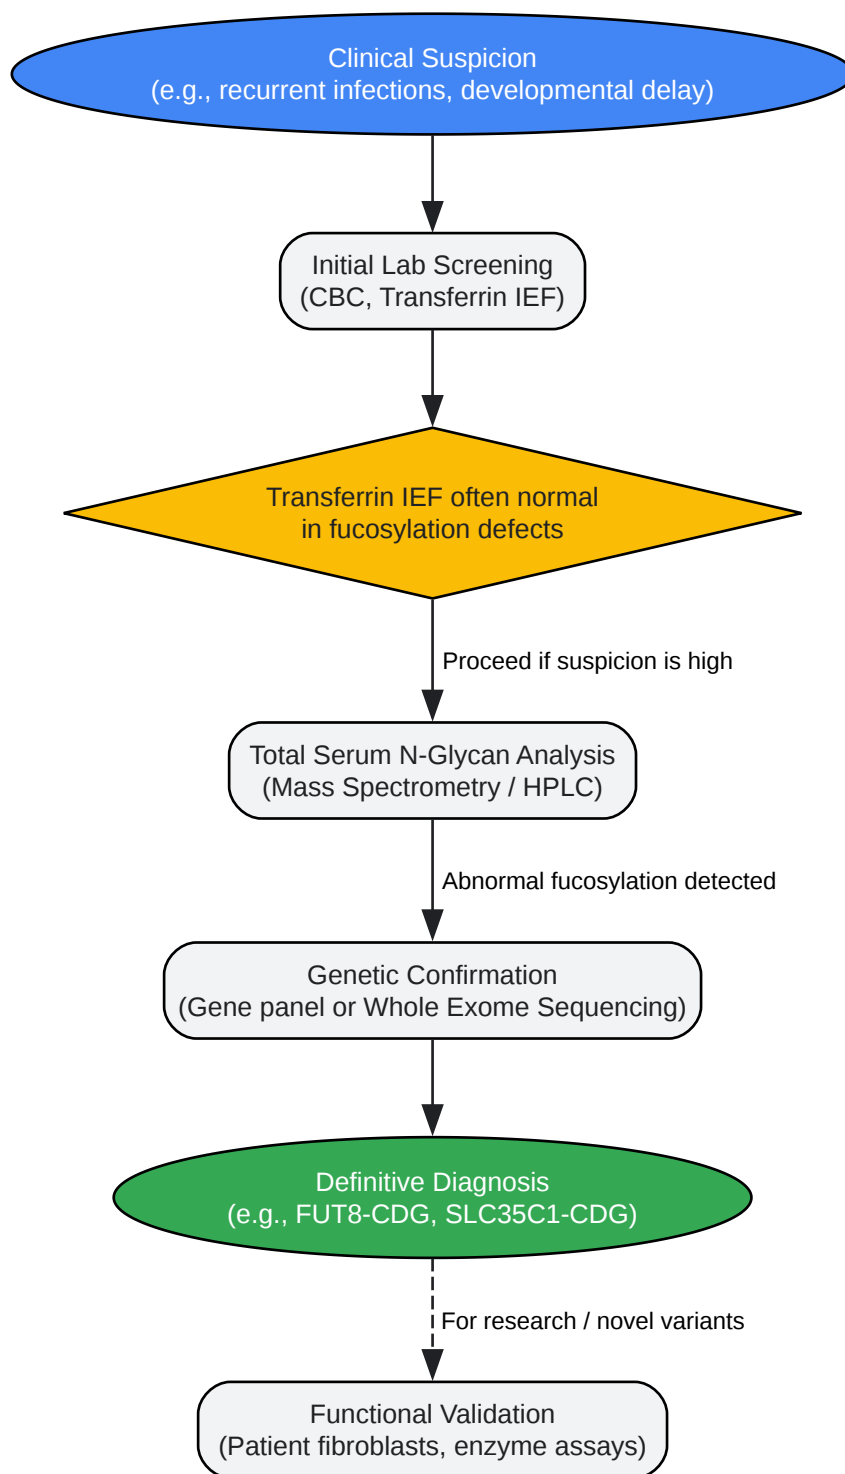 Clinical Suspicion
(e.g., recurrent infections, developmental delay)
Initial Lab Screening
(CBC, Transferrin IEF)
Transferrin IEF often normal
in fucosylation defects
Proceed if suspicion is high
Total Serum N-Glycan Analysis
(Mass Spectrometry / HPLC)
Abnormal fucosylation detected
Genetic Confirmation
(Gene panel or Whole Exome Sequencing)
Definitive Diagnosis
(e.g., FUT8-CDG, SLC35C1-CDG)
For research / novel variants
Functional Validation
(Patient fibroblasts, enzyme assays)